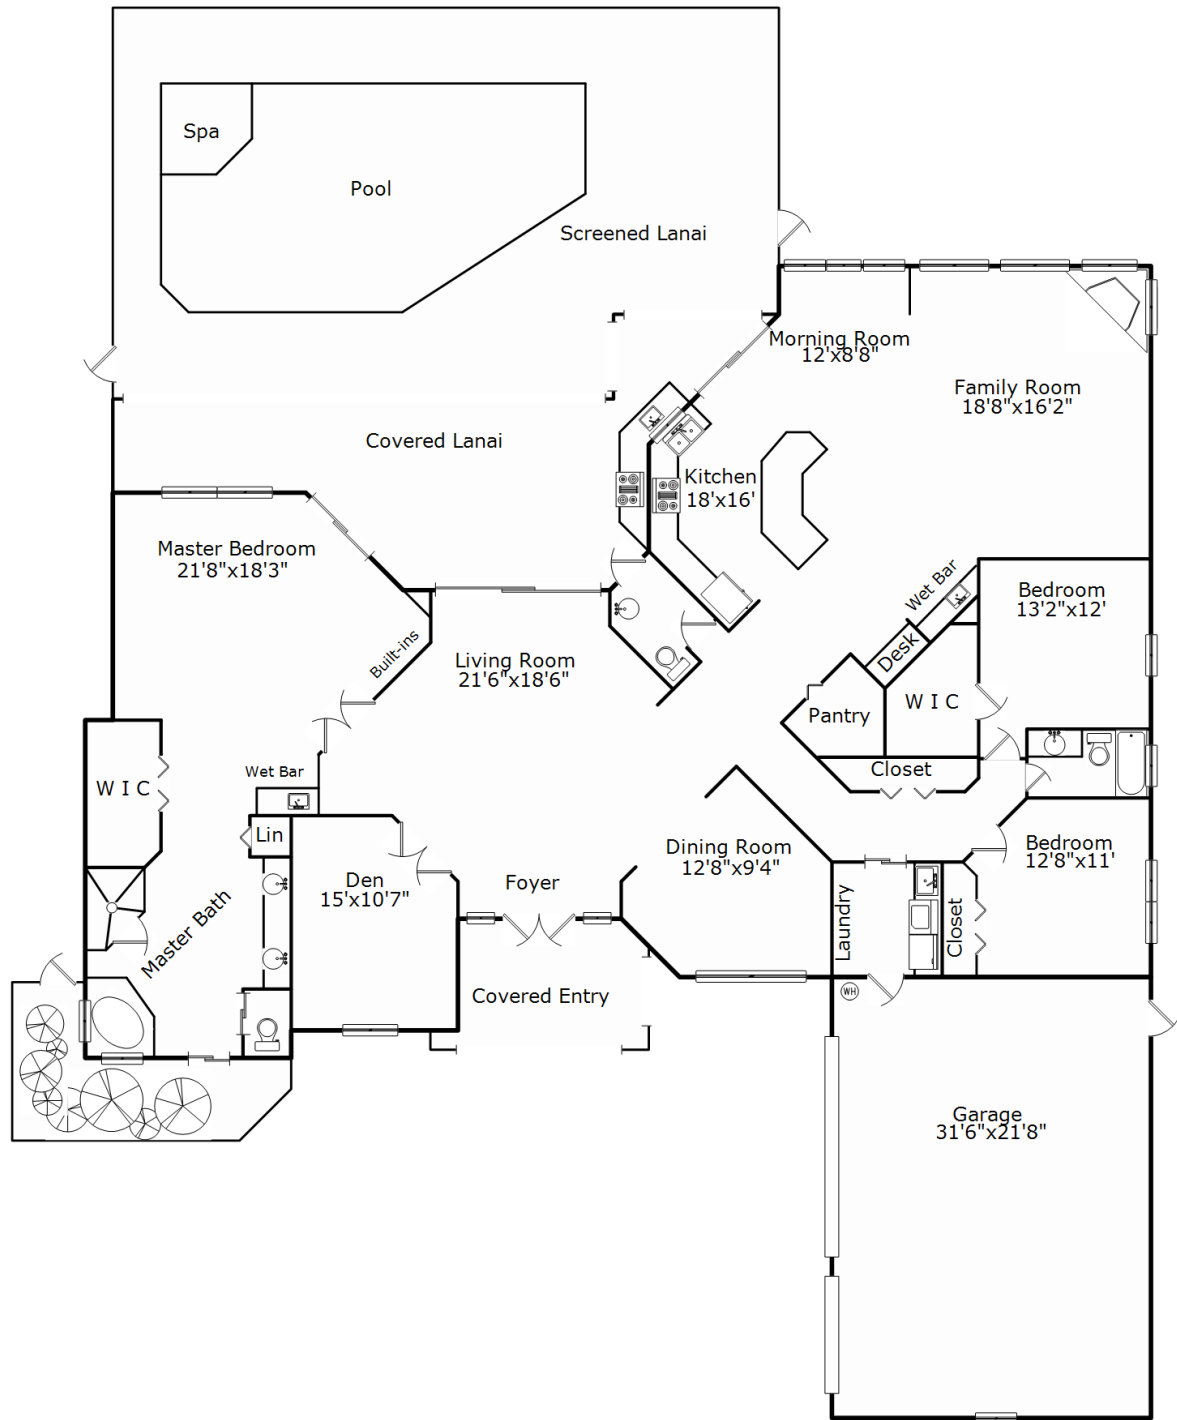 Spa
Pool
Screened Lanai
Morning Room
12'x8'8"
Family Room
18'8"x16'2"
Covered Lanai
Kitchen
18'x16'
Master Bedroom
21'8"x18'3"
Wet Bar
Bedroom
13'2"x12'
Built-ins
Desk
Living Room
21'6"x18'6"
W I C
Pantry
Closet
Wet Bar
W I C
Lin
Dining Room
12'8"x9'4"
Bedroom
12'8"x11'
Den
15'x10'7"
Foyer
Laundry
Closet
Master Bath
Covered Entry
WH
Garage
31'6"x21'8"